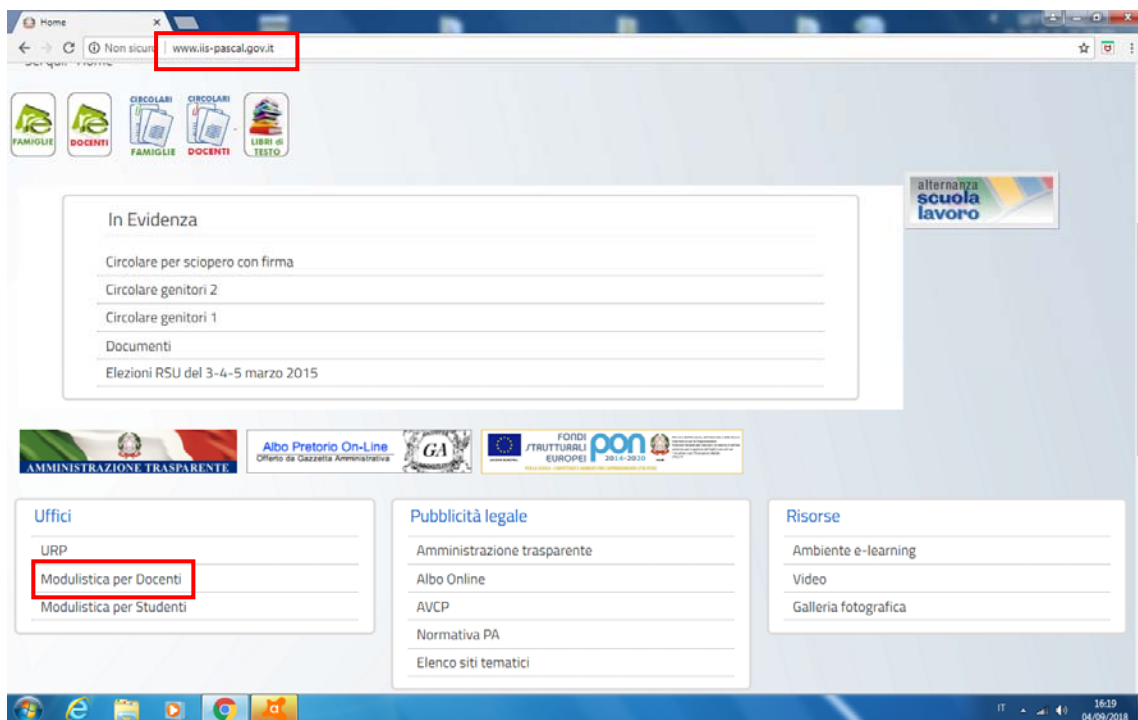 Home
Non sicuro
www.iis-pascal.gov.it
Sei qui: Home
FAMIGLIE
DOCENTI
CIRCOLARI
FAMIGLIE
CIRCOLARI
DOCENTI
LIBRI di
TESTO
alternanza
scuola
lavoro
In Evidenza
Circolare per sciopero con firma
Circolare genitori 2
Circolare genitori 1
Documenti
Elezioni RSU del 3-4-5 marzo 2015
AMMINISTRAZIONE TRASPARENTE
Albo Pretorio On-Line
Offerto da Gazzetta Amministrativa
GA
FONDI
STRUTTURALI
EUROPEI
pon
2014-2020
Uffici
URP
Modulistica per Docenti
Modulistica per Studenti
Pubblicità legale
Amministrazione trasparente
Albo Online
AVCP
Normativa PA
Elenco siti tematici
Risorse
Ambiente e-learning
Video
Galleria fotografica
IT
16:19
04/09/2018